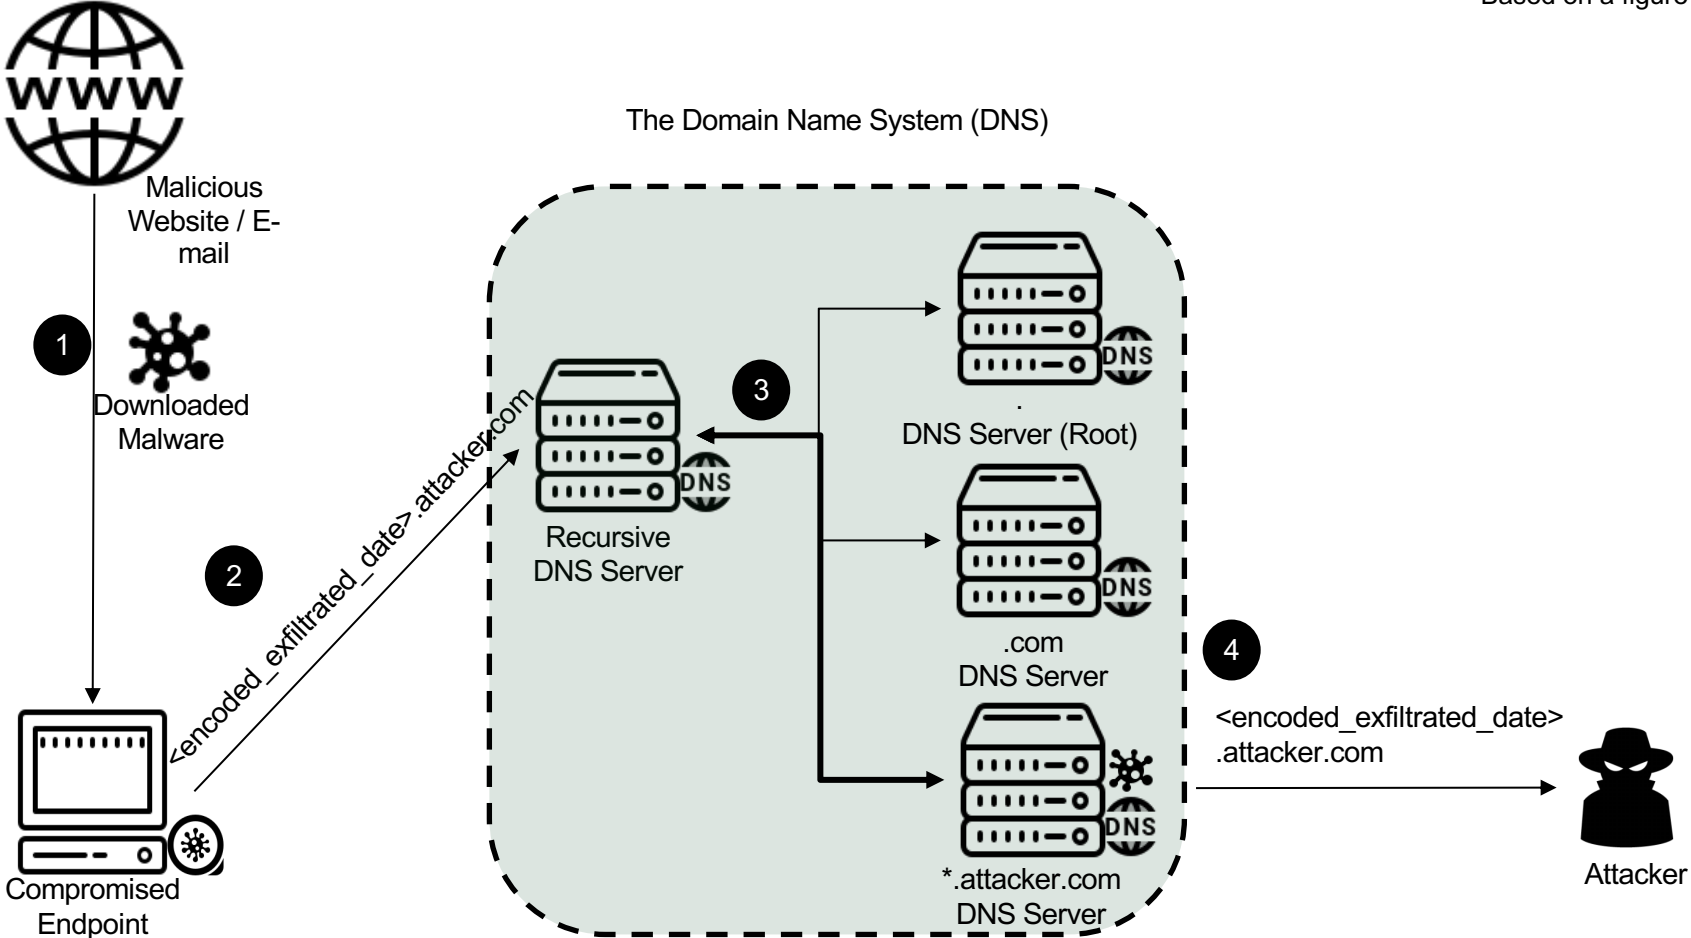 Based on a figure
WWW
The Domain Name System (DNS)
Malicious
Website / E-
mail
1
Downloaded
Malware
2
<encoded_exfiltrated_date>.attacker.com
3
DNS
Recursive
DNS Server
DNS
.
DNS Server (Root)
DNS
.com
DNS Server
DNS
*.attacker.com
DNS Server
4
<encoded_exfiltrated_date>
.attacker.com
Attacker
Compromised
Endpoint